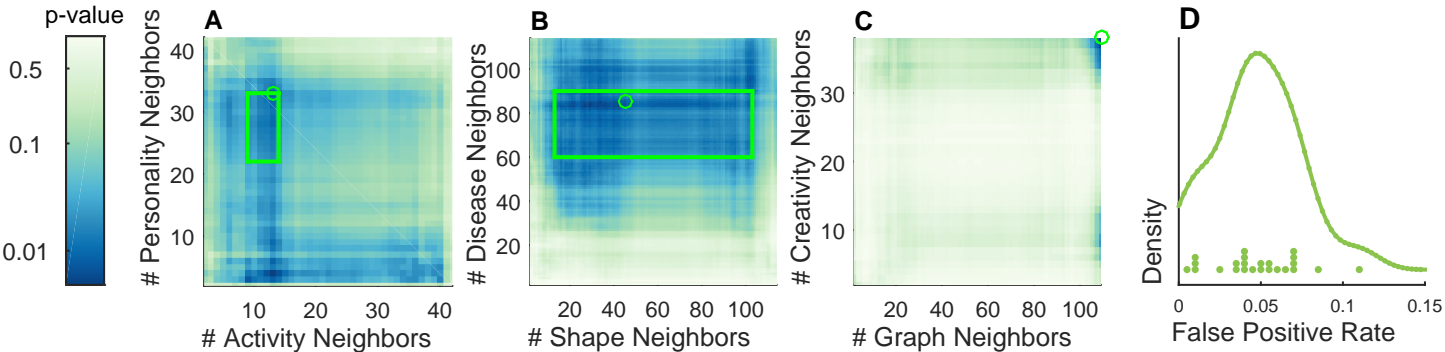 p-value
0.5
0.1
0.01
A
# Personality Neighbors
40
30
20
10
10 20 30 40
# Activity Neighbors
B
# Disease Neighbors
100
80
60
40
20
20 40 60 80 100
# Shape Neighbors
C
# Creativity Neighbors
30
20
10
20 40 60 80 100
# Graph Neighbors
D
Density
0 0.05 0.1 0.15
False Positive Rate